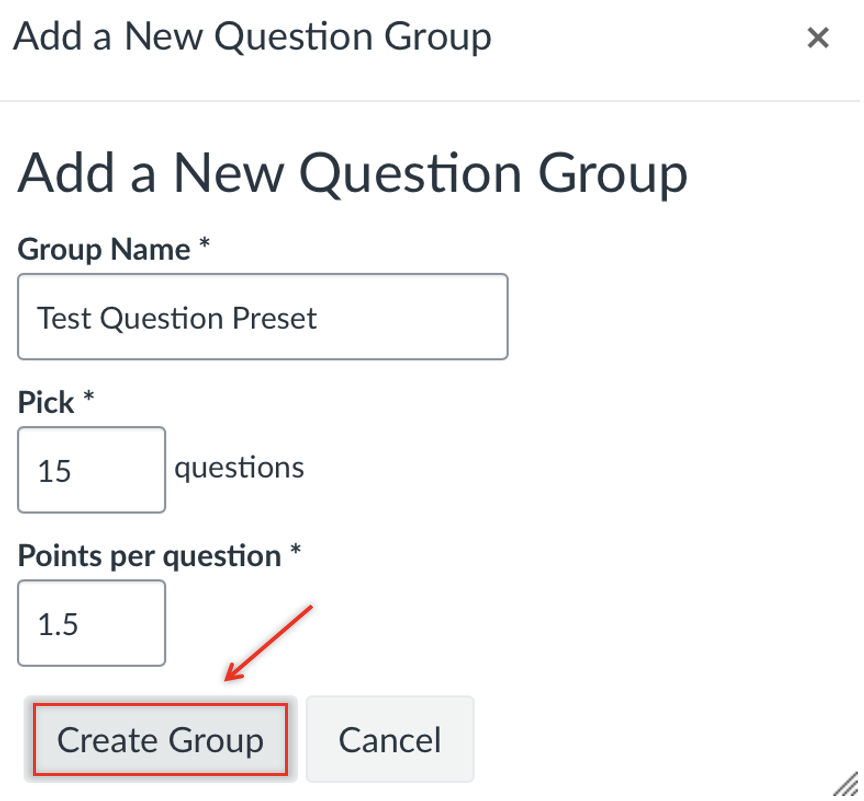 Add a New Question Group
Add a New Question Group
Group Name *
Test Question Preset
Pick *
15 questions
Points per question *
1.5
Create Group Cancel